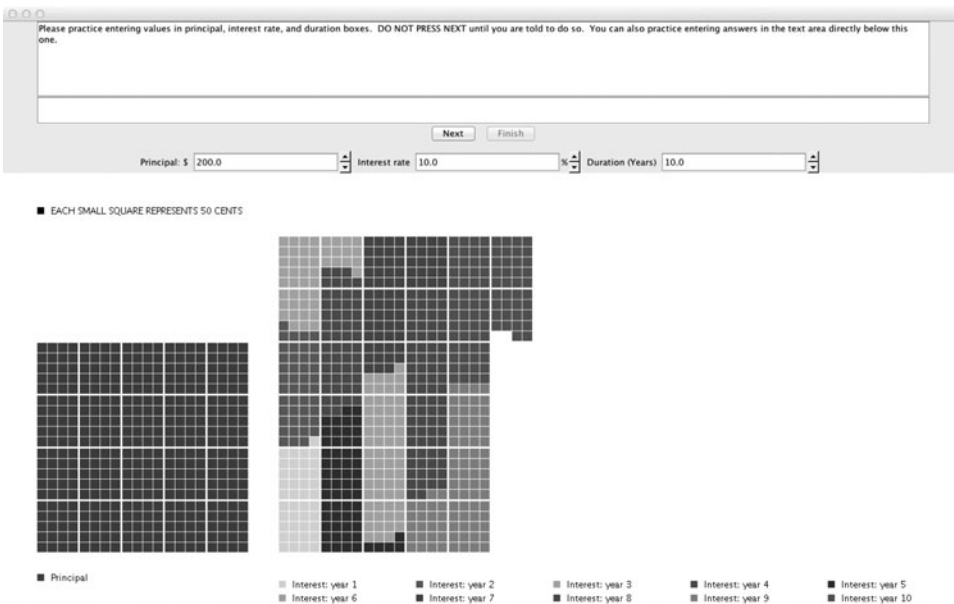 Please practice entering values in principal, interest rate, and duration boxes.  DO NOT PRESS NEXT until you are told to do so.  You can also practice entering answers in the text area directly below this
one.
Next Finish
Principal: $ 200.0 Interest rate 10.0 % Duration (Years) 10.0
EACH SMALL SQUARE REPRESENTS 50 CENTS
Principal
Interest: year 1 Interest: year 2 Interest: year 3 Interest: year 4 Interest: year 5
Interest: year 6 Interest: year 7 Interest: year 8 Interest: year 9 Interest: year 10